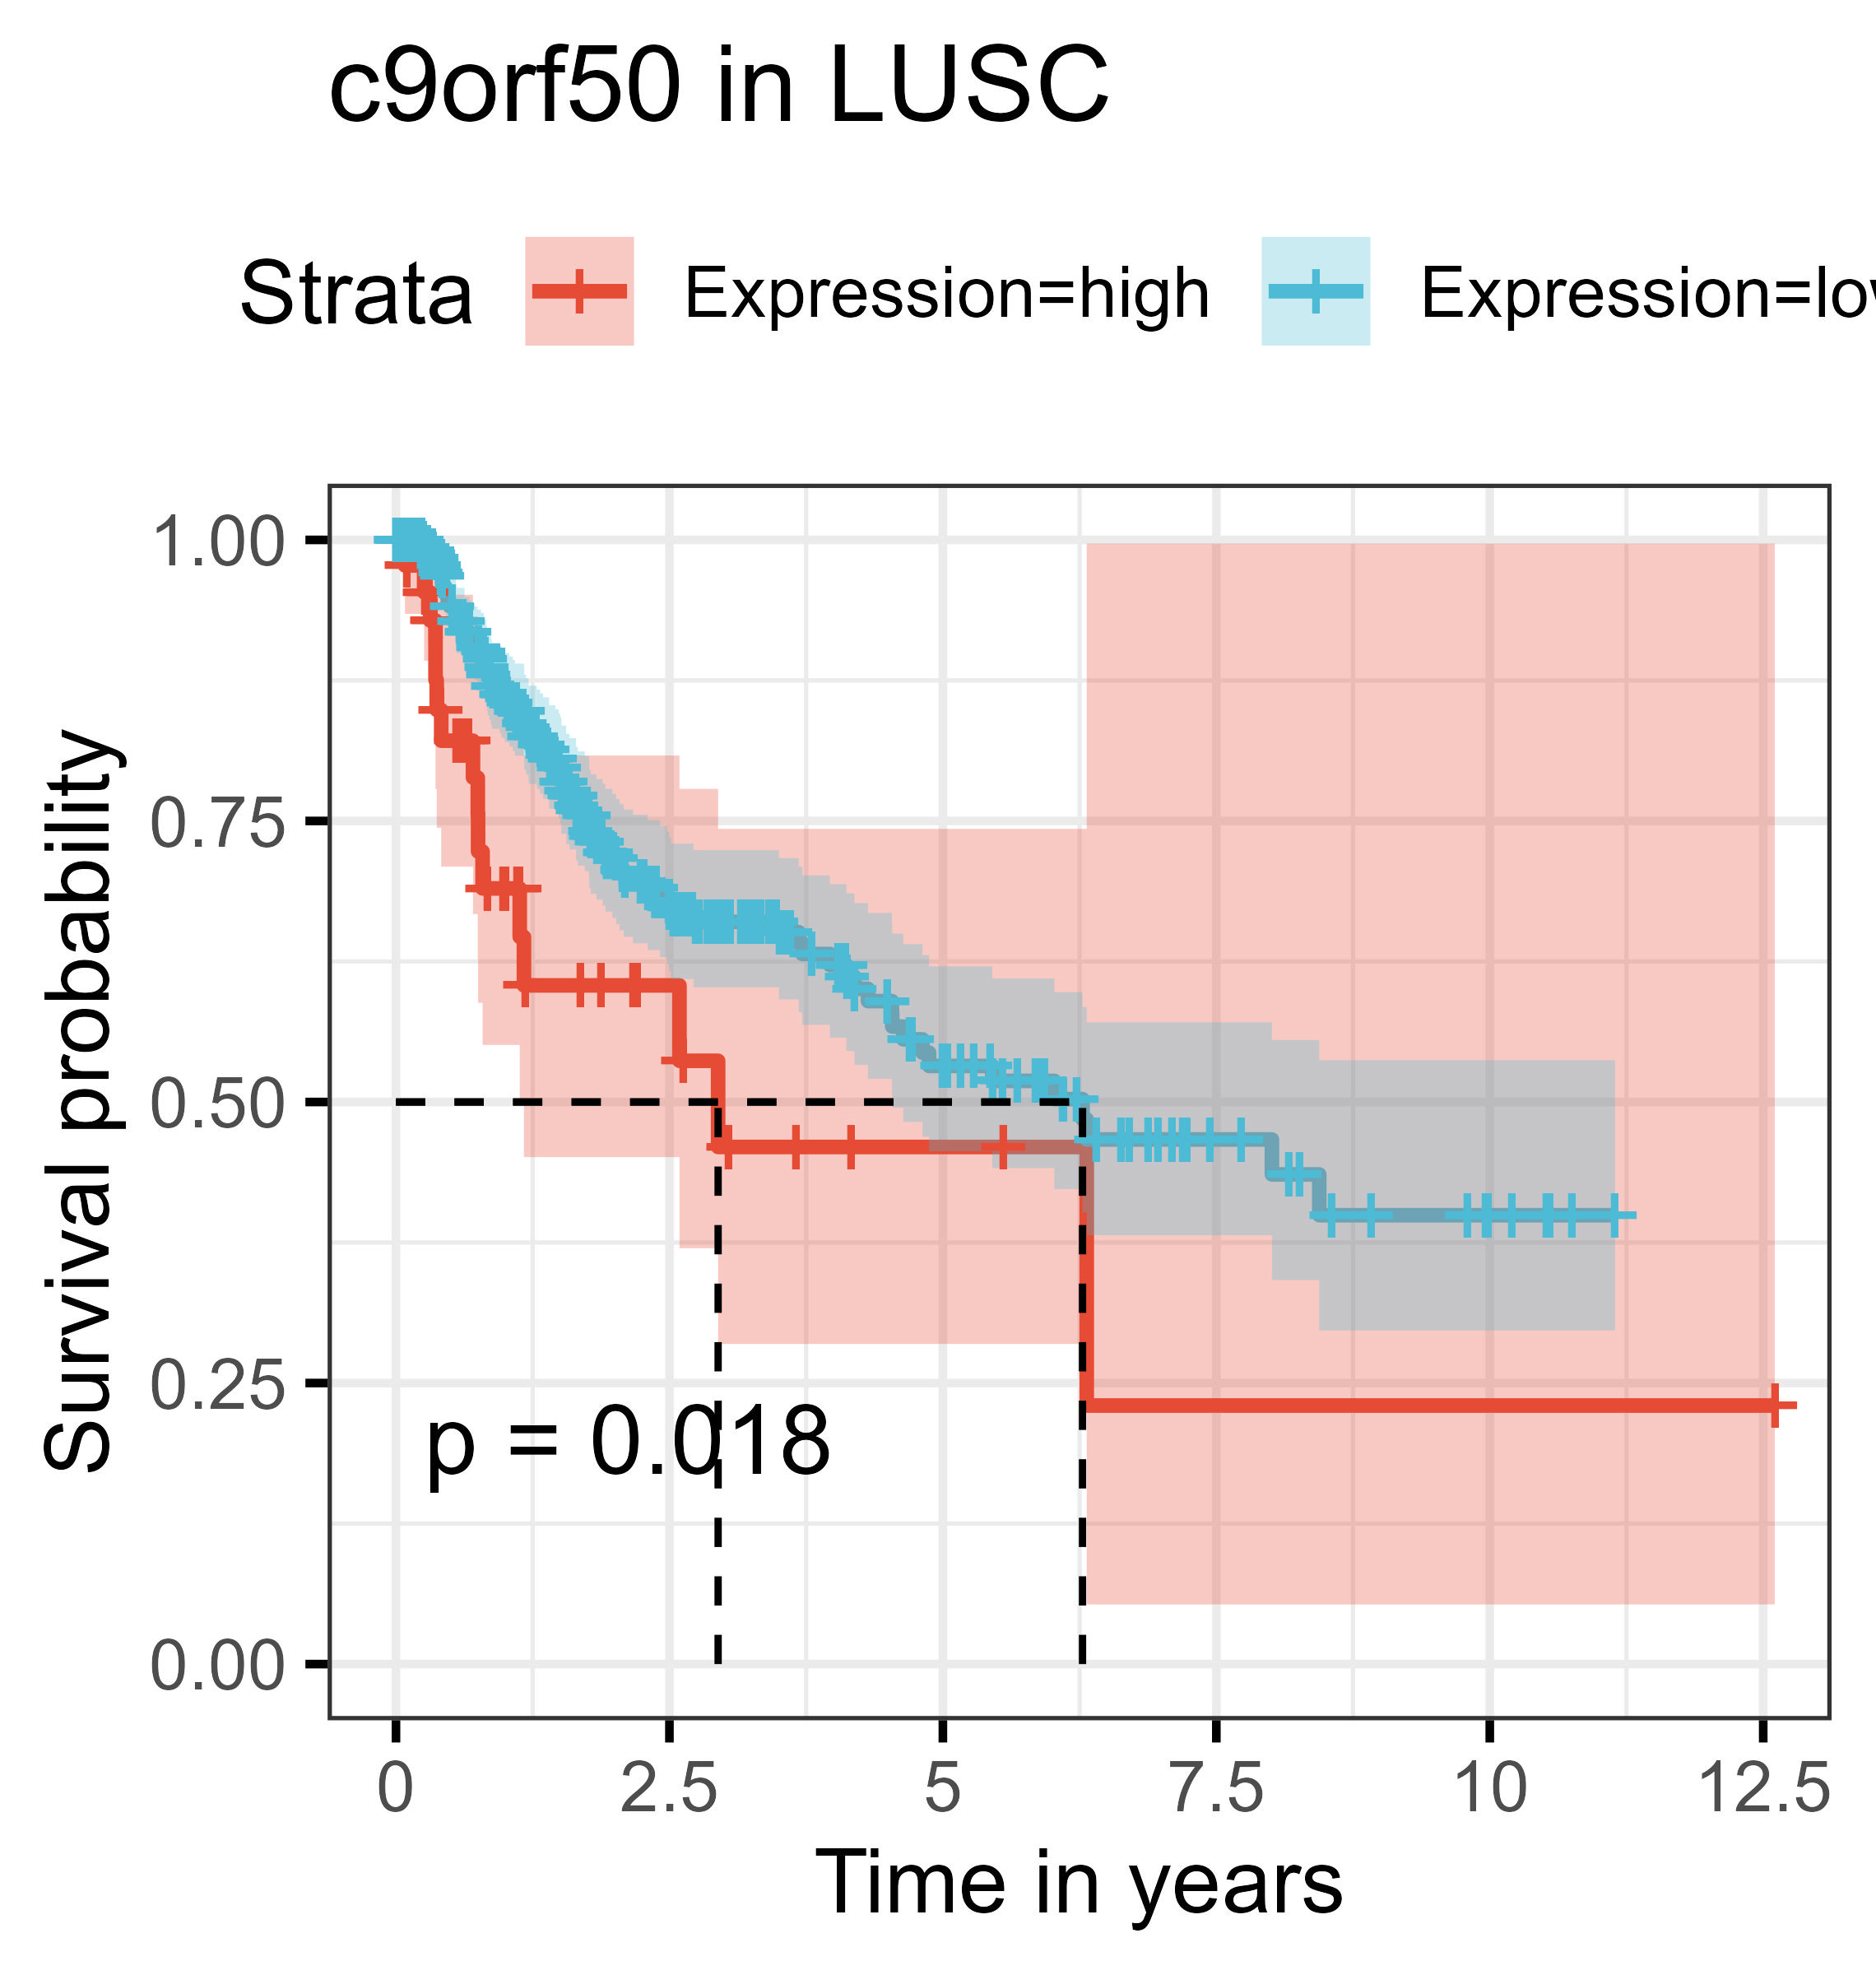 c9orf50 in LUSC
Strata Expression=high Expression=lo
Survival probability
1.00
0.75
0.50
0.25
0.00
p = 0.018
0 2.5 5 7.5 10 12.5
Time in years